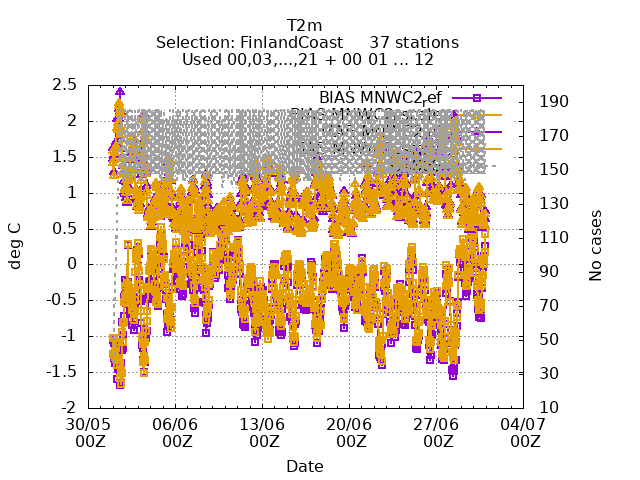 T2m
Selection: FinlandCoast 37 stations
Used 00,03,...,21 + 00 01 ... 12
BIAS MNWC2ref
2.5
2
1.5
1
0.5
0
-0.5
-1
-1.5
-2
deg C
190
170
150
130
110
90
70
50
30
10
No cases
30/05 06/06 13/06 20/06 27/06 04/07
00Z 00Z 00Z 00Z 00Z 00Z
Date